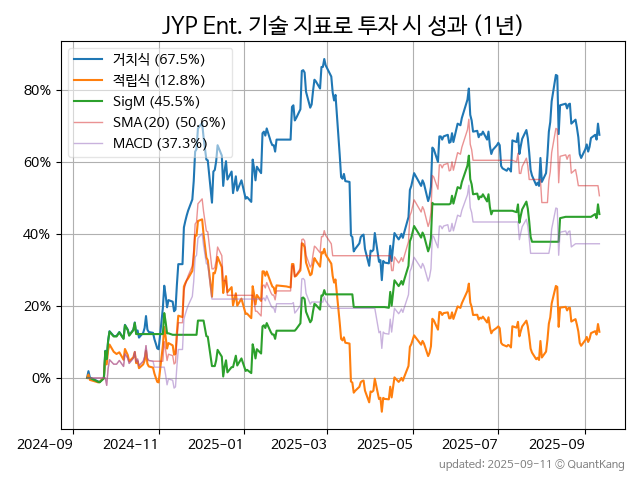 JYP Ent. 기술 지표로 투자 시 성과 (1년)
거치식 (67.5%)
적립식 (12.8%)
SigM (45.5%)
SMA(20) (50.6%)
MACD (37.3%)
80%
60%
40%
20%
0%
2024-09 2024-11 2025-01 2025-03 2025-05 2025-07 2025-09
updated: 2025-09-11 © QuantKang